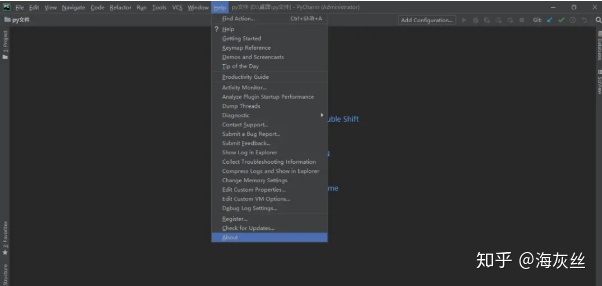 File Edit View Navigate Code Refactor Run Tools VCS Window Help py文件 [D:\桌面\py文件] - PyCharm (Administrator)
py文件
Add Configuration...
Git:
Find Action... Ctrl+Shift+A
? Help
Getting Started
Keymap Reference
Demos and Screencasts
Tip of the Day
Productivity Guide
Activity Monitor...
Analyze Plugin Startup Performance
Dump Threads
Diagnostic
Contact Support...
Submit a Bug Report...
Submit Feedback...
Show Log in Explorer
Collect Troubleshooting Information
Compress Logs and Show in Explorer
Change Memory Settings
Edit Custom Properties...
Edit Custom VM Options...
Debug Log Settings...
Register...
Check for Updates...
About
uble Shift
me
1: Project
2: Favorites
Structure
Database
SciView
知乎 @海灰丝